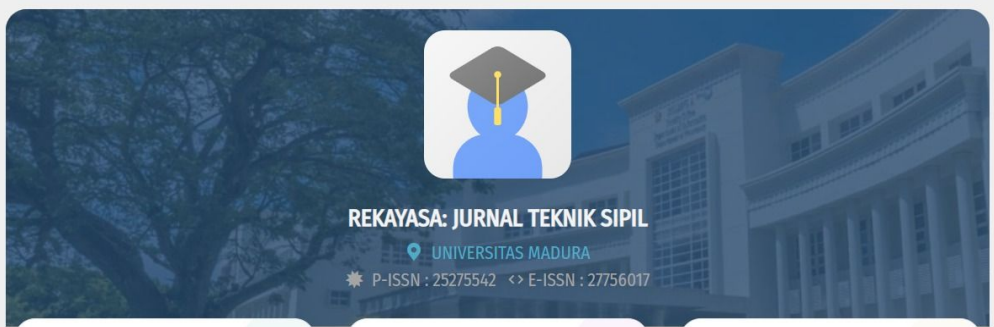 REKAYASA: JURNAL TEKNIK SIPIL
UNIVERSITAS MADURA
P-ISSN : 25275542 <> E-ISSN : 27756017